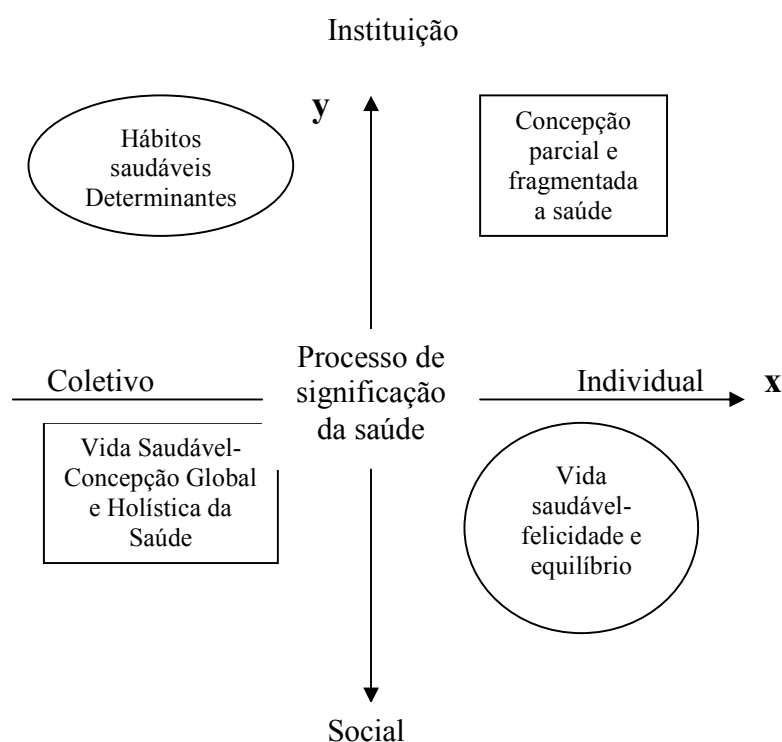 Instituição
y
Hábitos
saudáveis
Determinantes
Concepção
parcial e
fragmentada
a saúde
Coletivo
Processo de
significação
da saúde
Individual
x
Vida Saudável-
Concepção Global
e Holística da
Saúde
Vida
saudável-
felicidade e
equilíbrio
Social